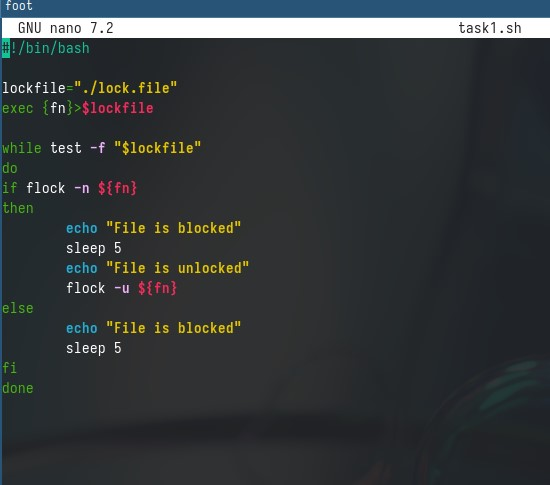 foot
GNU nano 7.2 task1.sh
#!/bin/bash
lockfile="./lock.file"
exec {fn}>$lockfile
while test -f "$lockfile"
do
if flock -n ${fn}
then
echo "File is blocked"
sleep 5
echo "File is unlocked"
flock -u ${fn}
else
echo "File is blocked"
sleep 5
fi
done